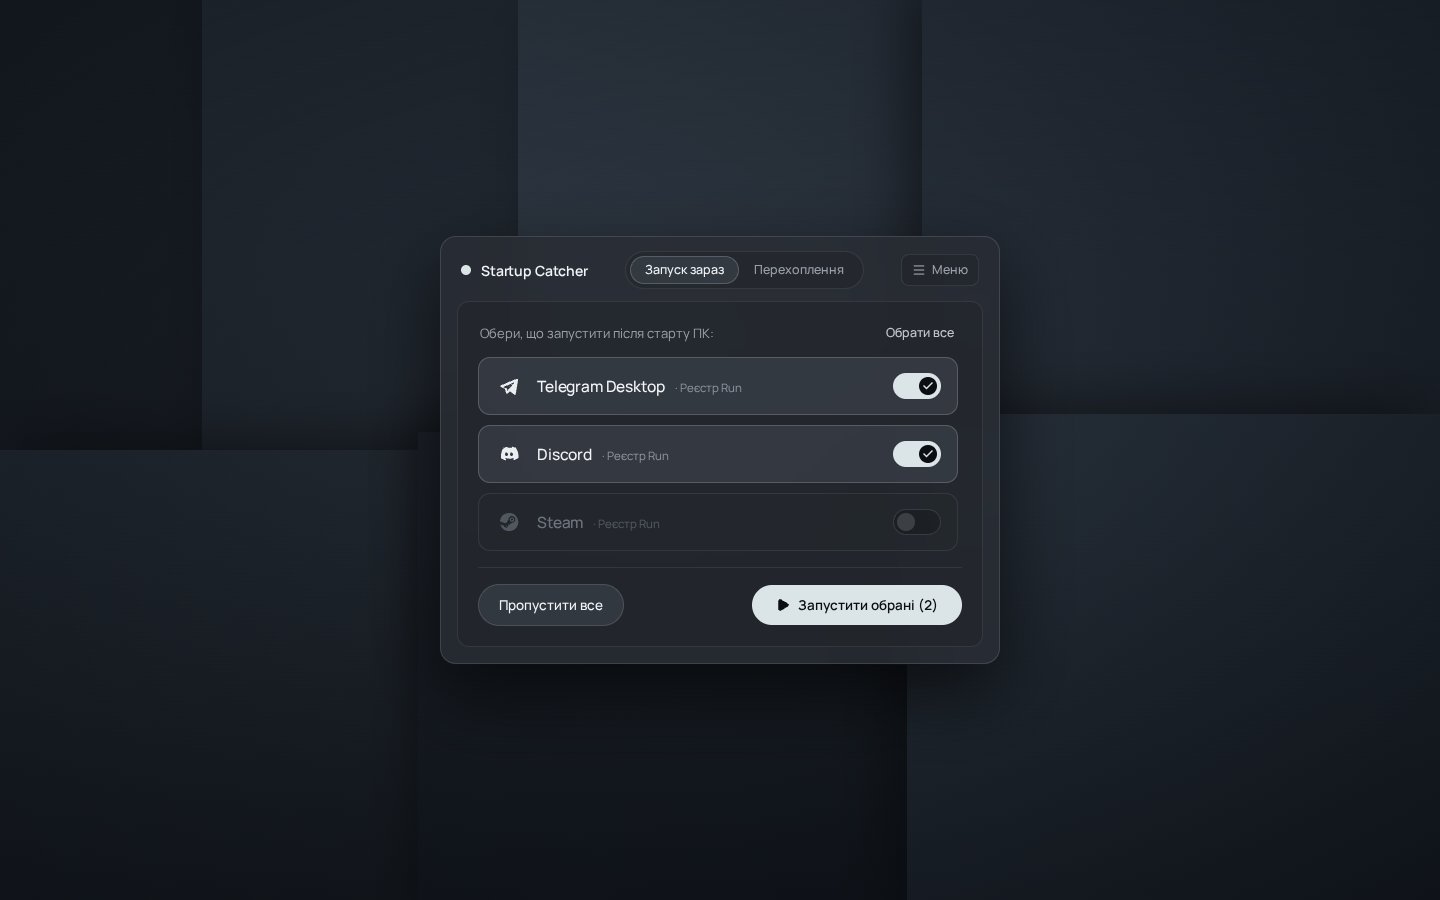 Startup Catcher
Запуск зараз
Перехоплення
Меню
Обери, що запустити після старту ПК:
Обрати все
Telegram Desktop · Реєстр Run
Discord · Реєстр Run
Steam · Реєстр Run
Пропустити все
Запустити обрані (2)